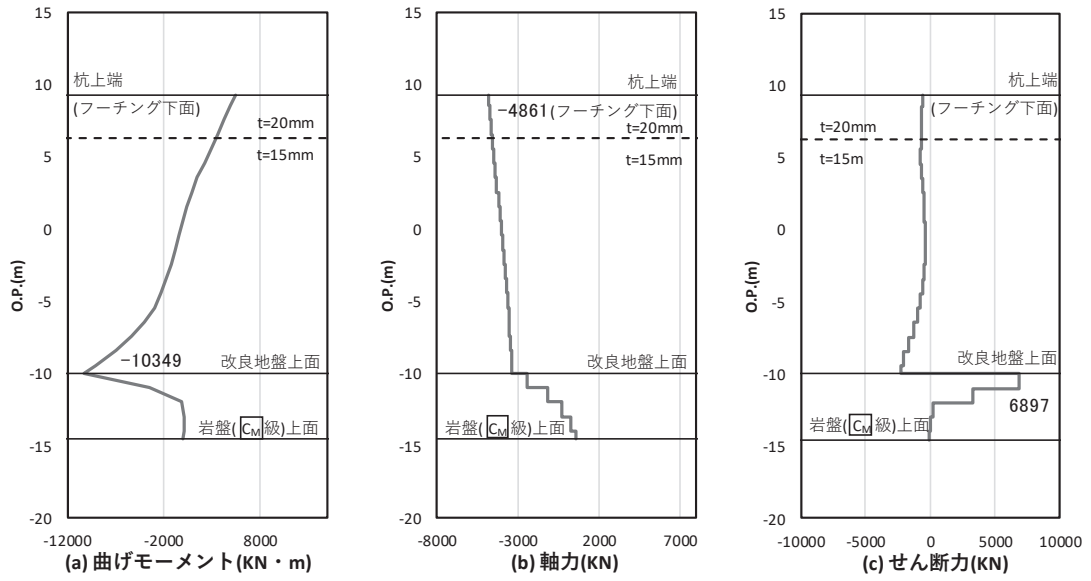 15
10
5
0
-5
-10
-15
-20
O.P.(m)
杭上端
(フーチング下面)
t=20mm
t=15mm
-10349
改良地盤上面
岩盤(CM級)上面
-12000 -2000 8000
(a) 曲げモーメント(KN・m)
15
10
5
0
-5
-10
-15
-20
O.P.(m)
杭上端
-4861 (フーチング下面)
t=20mm
t=15mm
改良地盤上面
岩盤(CM級)上面
-8000 -3000 2000 7000
(b) 軸力(KN)
15
10
5
0
-5
-10
-15
-20
O.P.(m)
杭上端
(フーチング下面)
t=20mm
t=15m
改良地盤上面
6897
岩盤(CM級)上面
-10000 -5000 0 5000 10000
(c) せん断力(KN)